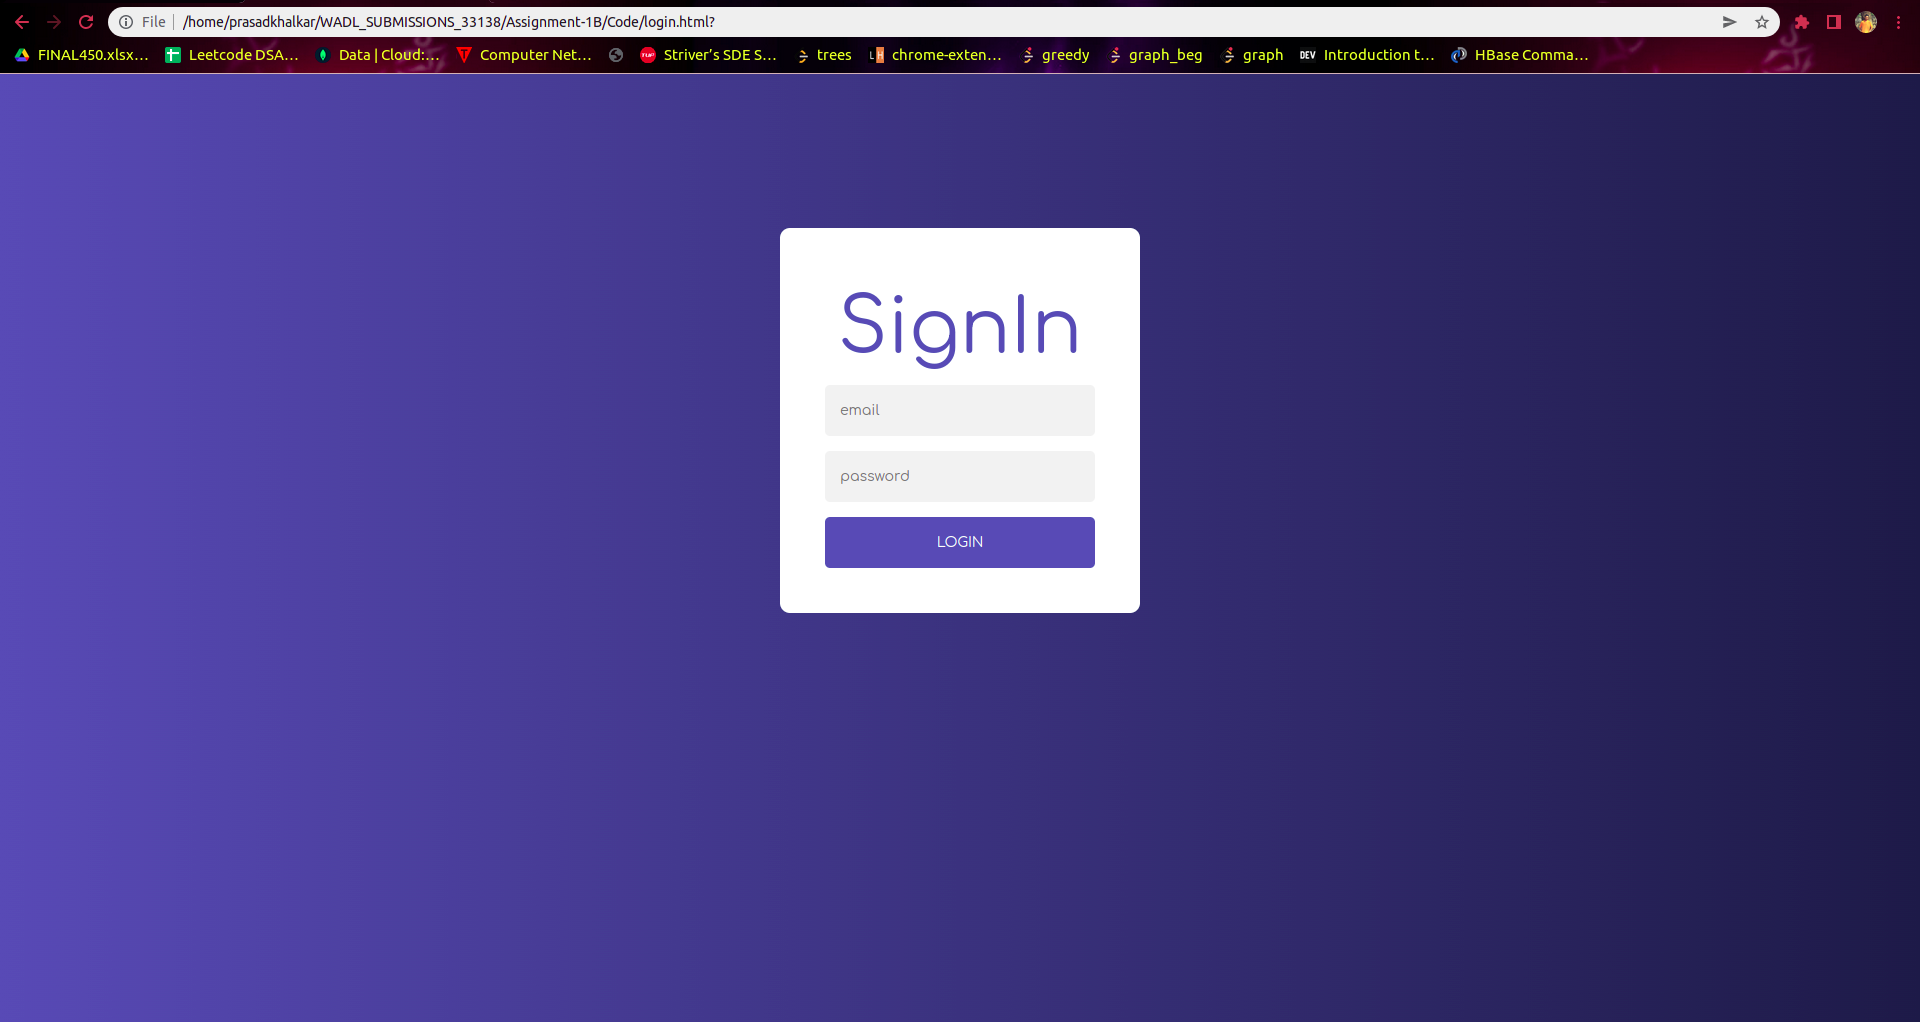 File | /home/prasadkhalkar/WADL_SUBMISSIONS_33138/Assignment-1B/Code/login.html?
FINAL450.xlsx... Leetcode DSA... Data | Cloud:... Computer Net... Striver's SDE S... trees chrome-exten... greedy graph_beg graph DEV Introduction t... HBase Comma...
SignIn
email
password
LOGIN